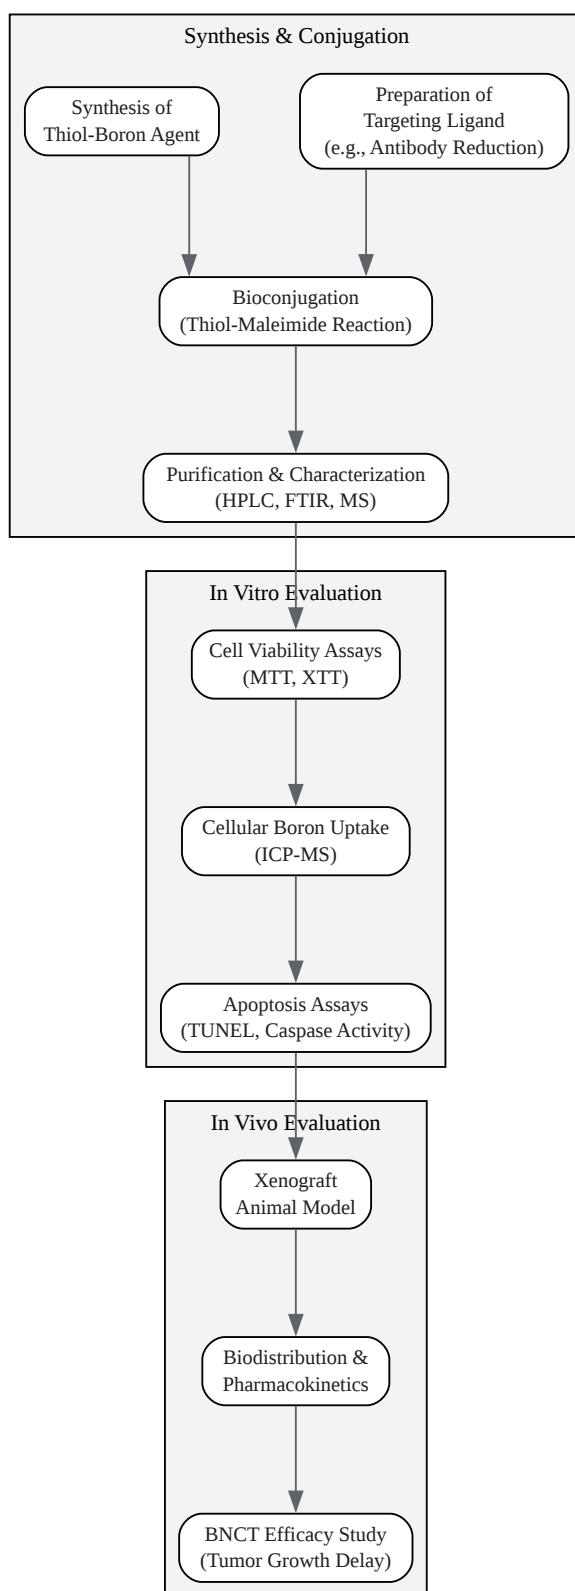 Synthesis & Conjugation
Synthesis of
Thiol-Boron Agent
Preparation of
Targeting Ligand
(e.g., Antibody Reduction)
Bioconjugation
(Thiol-Maleimide Reaction)
Purification & Characterization
(HPLC, FTIR, MS)
In Vitro Evaluation
Cell Viability Assays
(MTT, XTT)
Cellular Boron Uptake
(ICP-MS)
Apoptosis Assays
(TUNEL, Caspase Activity)
In Vivo Evaluation
Xenograft
Animal Model
Biodistribution &
Pharmacokinetics
BNCT Efficacy Study
(Tumor Growth Delay)